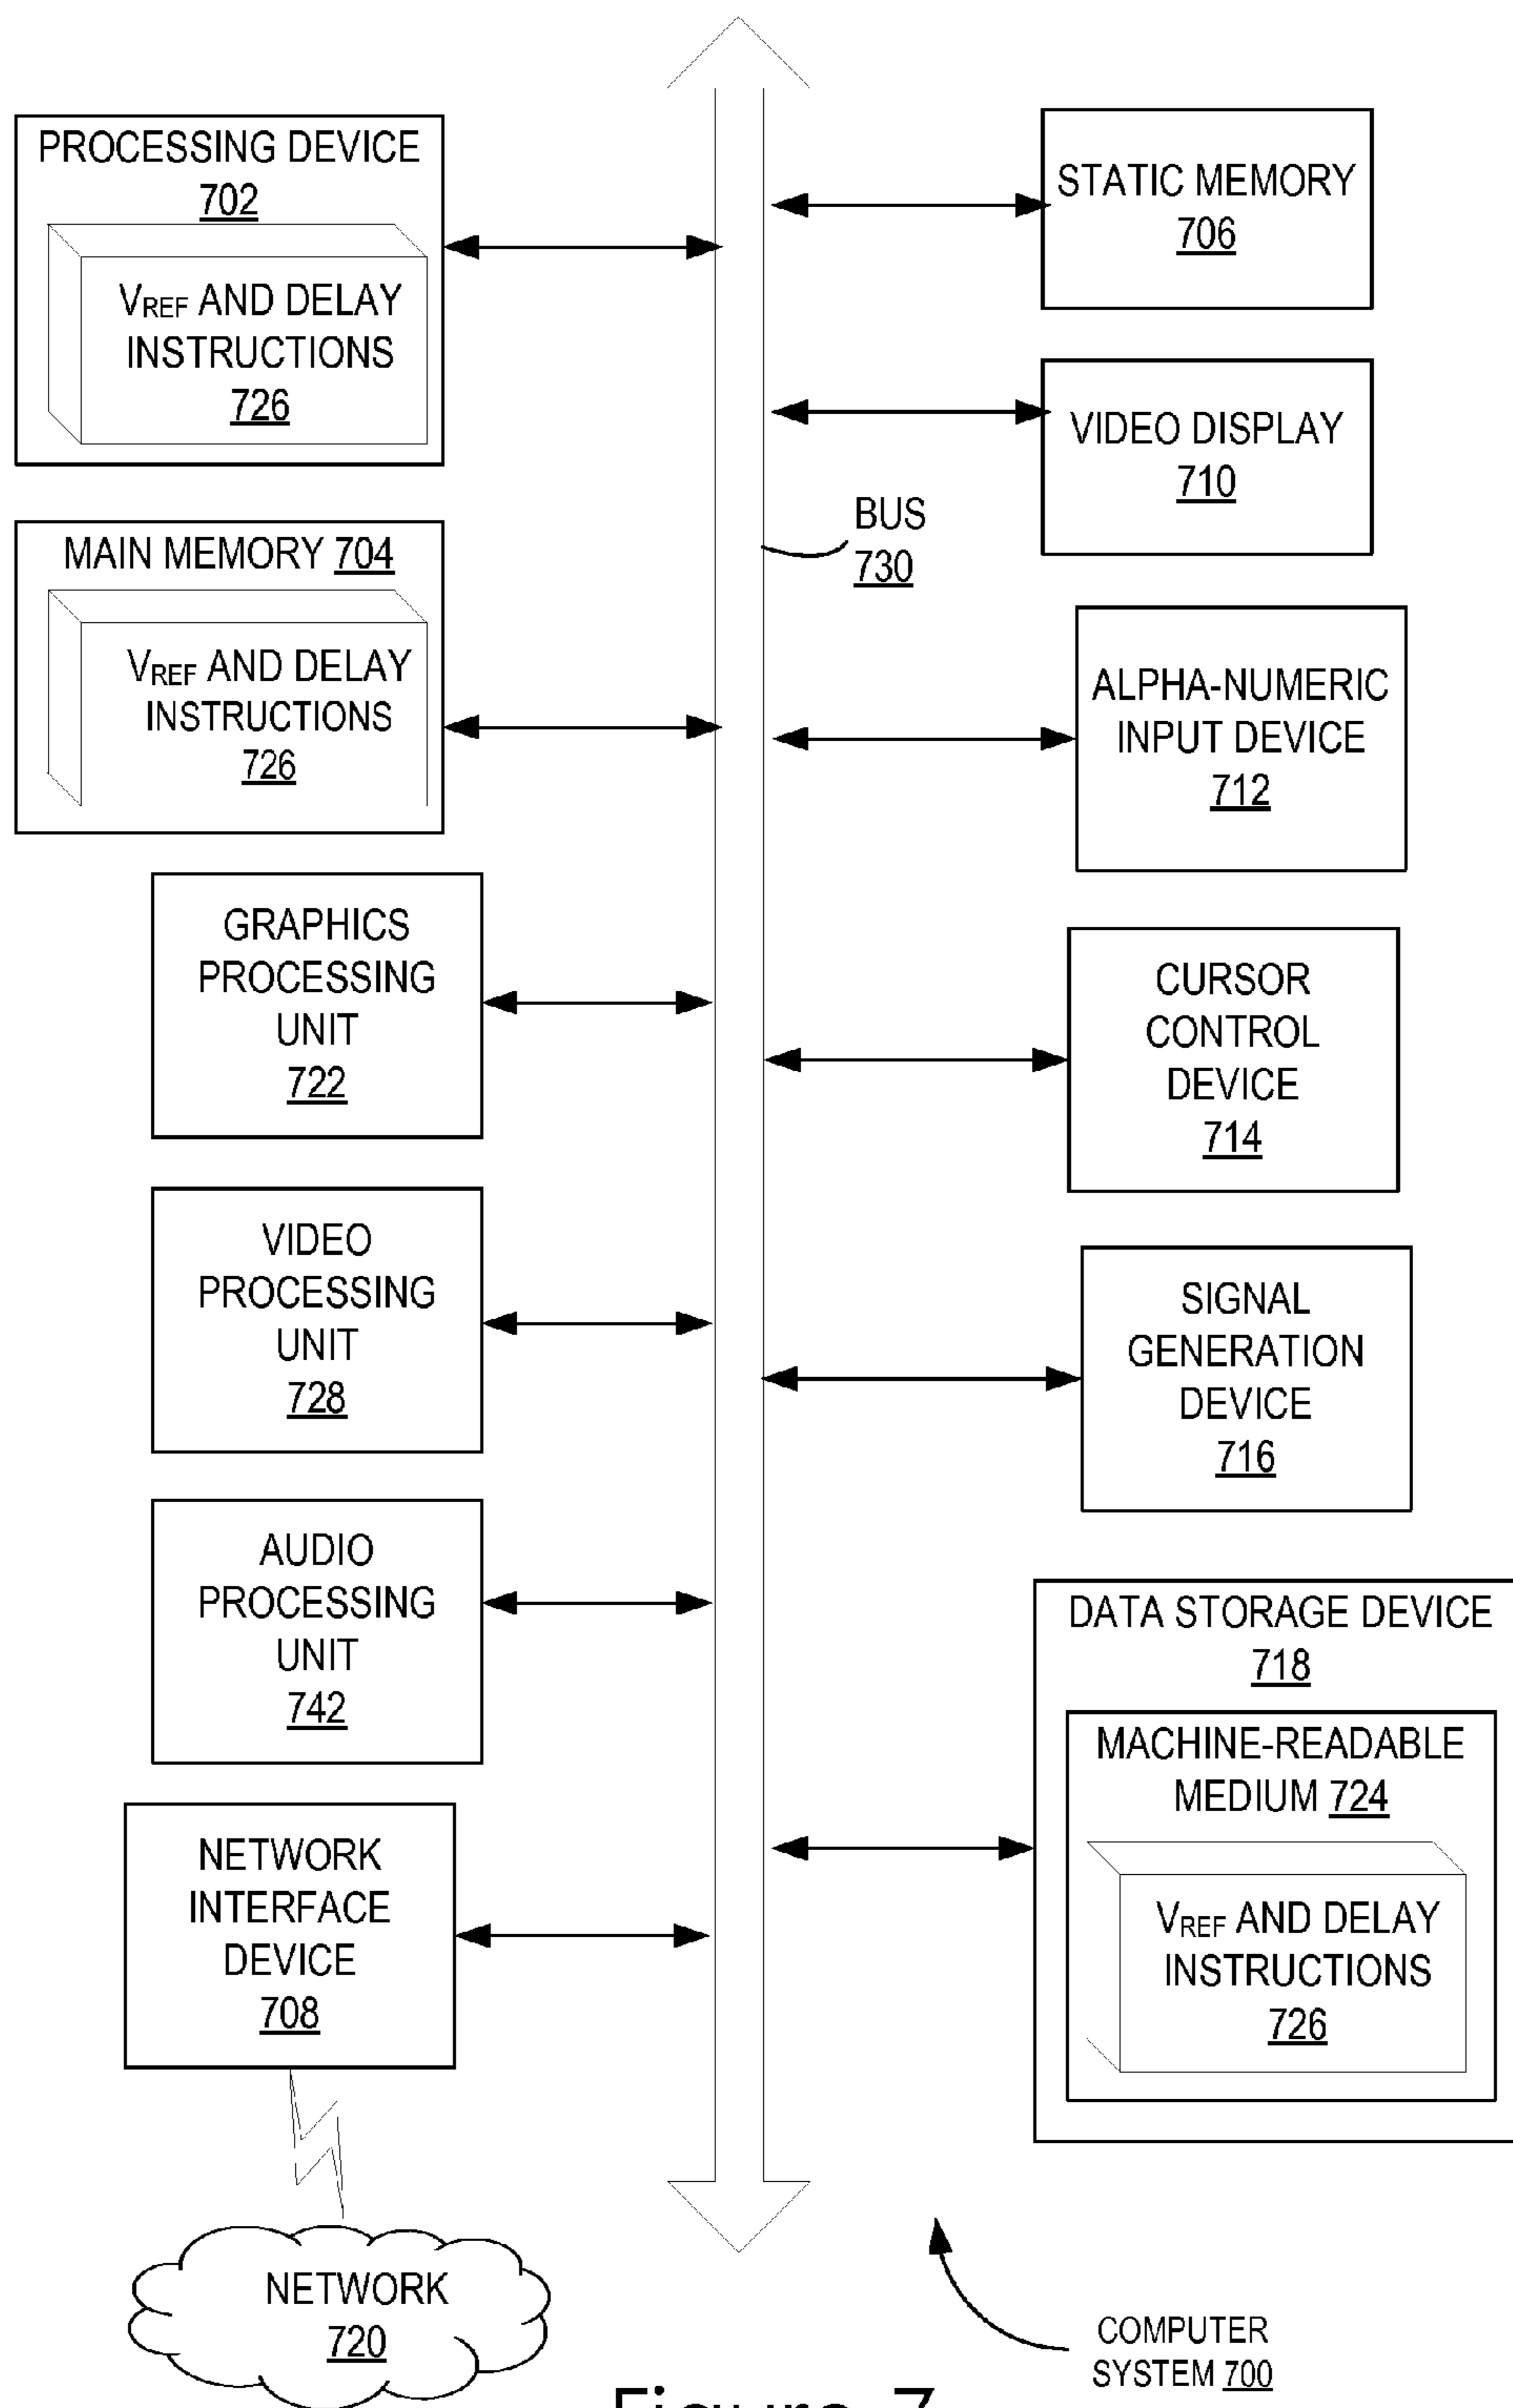 PROCESSING DEVICE
702
VREF AND DELAY
INSTRUCTIONS
726
MAIN MEMORY 704
VREF AND DELAY
INSTRUCTIONS
726
GRAPHICS
PROCESSING
UNIT
722
VIDEO
PROCESSING
UNIT
728
AUDIO
PROCESSING
UNIT
742
NETWORK
INTERFACE
DEVICE
708
NETWORK
720
BUS
730
STATIC MEMORY
706
VIDEO DISPLAY
710
ALPHA-NUMERIC
INPUT DEVICE
712
CURSOR
CONTROL
DEVICE
714
SIGNAL
GENERATION
DEVICE
716
DATA STORAGE DEVICE
718
MACHINE-READABLE
MEDIUM 724
VREF AND DELAY
INSTRUCTIONS
726
COMPUTER
SYSTEM 700
Figure 7